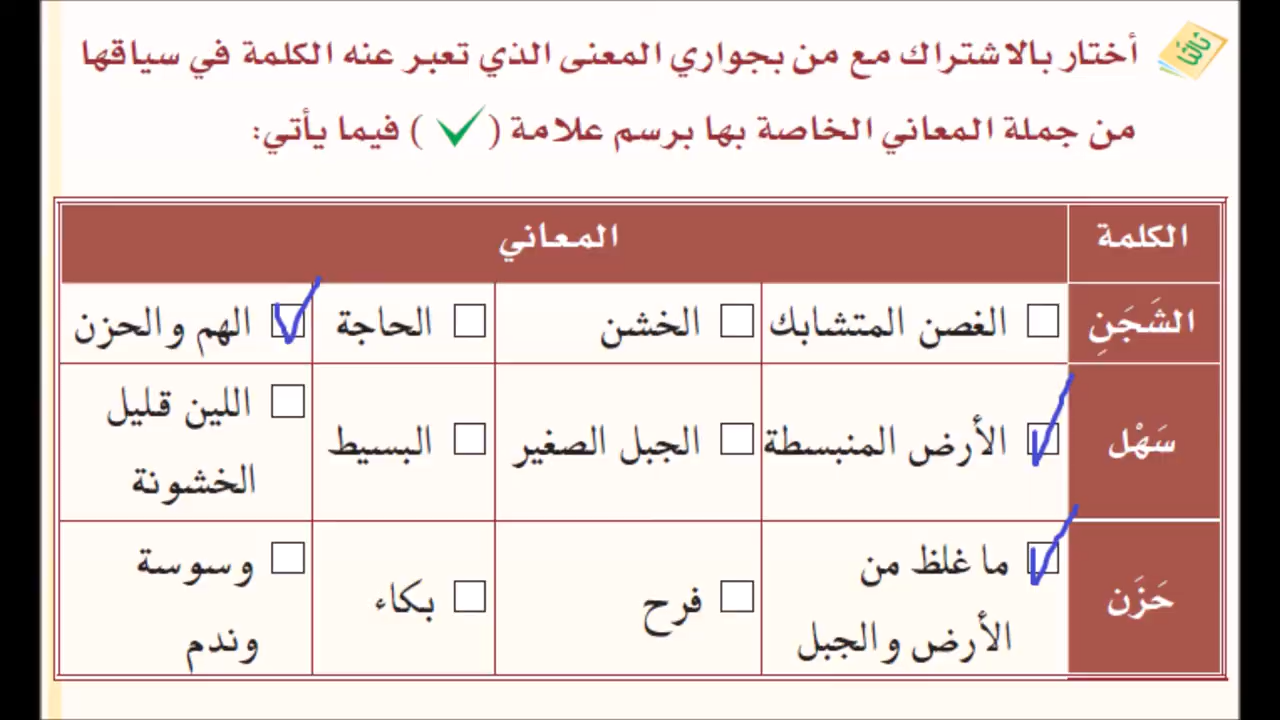 ثالثًا
أختار بالاشتراك مع من بجواري المعنى الذي تعبر عنه الكلمة في سياقها
من جملة المعاني الخاصة بها برسم علامة (✓) فيما يأتي:
الكلمة المعاني
الشَجَنِ الغصن المتشابك الخشن الحاجة الهم والحزن
سَهْل الأرض المنبسطة الجبل الصغير البسيط اللين قليل
الخشونة
حَزَن ما غلظ من فرح بكاء وسوسة
الأرض والجبل وندم